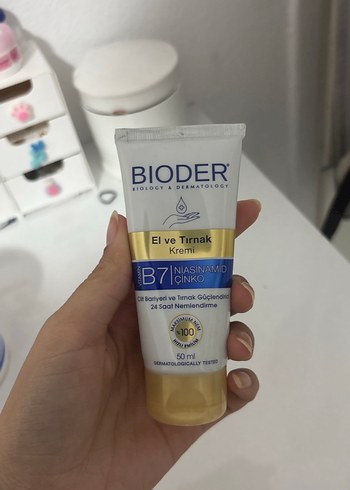 BIODER®
BIOLOGY & DERMATOLOGY
El ve Tırnak
Kremi
B7 NİASİNAMİD
ÇİNKO
Cilt Bariyeri ve Tırnak Güçlendirici
24 Saat Nemlendirme
%100
50 ml
DERMATOLOGICALLY TESTED